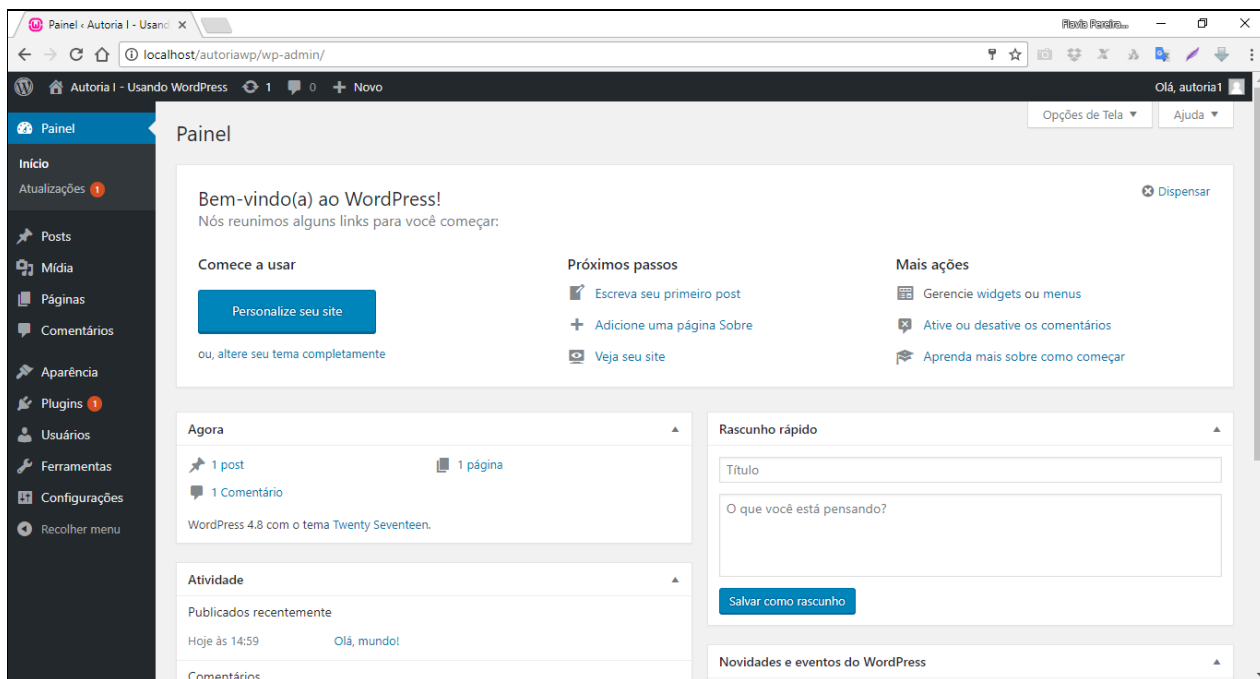 Painel ‹ Autoria I - Usand
Flavia Pereira...
localhost/autoriawp/wp-admin/
Autoria I - Usando WordPress 1 0 + Novo
Olá, autoria1
Painel
Início
Atualizações 1
Posts
Mídia
Páginas
Comentários
Aparência
Plugins 1
Usuários
Ferramentas
Configurações
Recolher menu
Opções de Tela ▼
Ajuda ▼
Painel
Bem-vindo(a) ao WordPress!
Dispensar
Nós reunimos alguns links para você começar:
Comece a usar
Personalize seu site
ou, altere seu tema completamente
Próximos passos
Escreva seu primeiro post
Adicione uma página Sobre
Veja seu site
Mais ações
Gerencie widgets ou menus
Ative ou desative os comentários
Aprenda mais sobre como começar
Agora
1 post
1 página
1 Comentário
WordPress 4.8 com o tema Twenty Seventeen.
Atividade
Publicados recentemente
Hoje às 14:59 Olá, mundo!
Comentários
Rascunho rápido
Título
O que você está pensando?
Salvar como rascunho
Novidades e eventos do WordPress